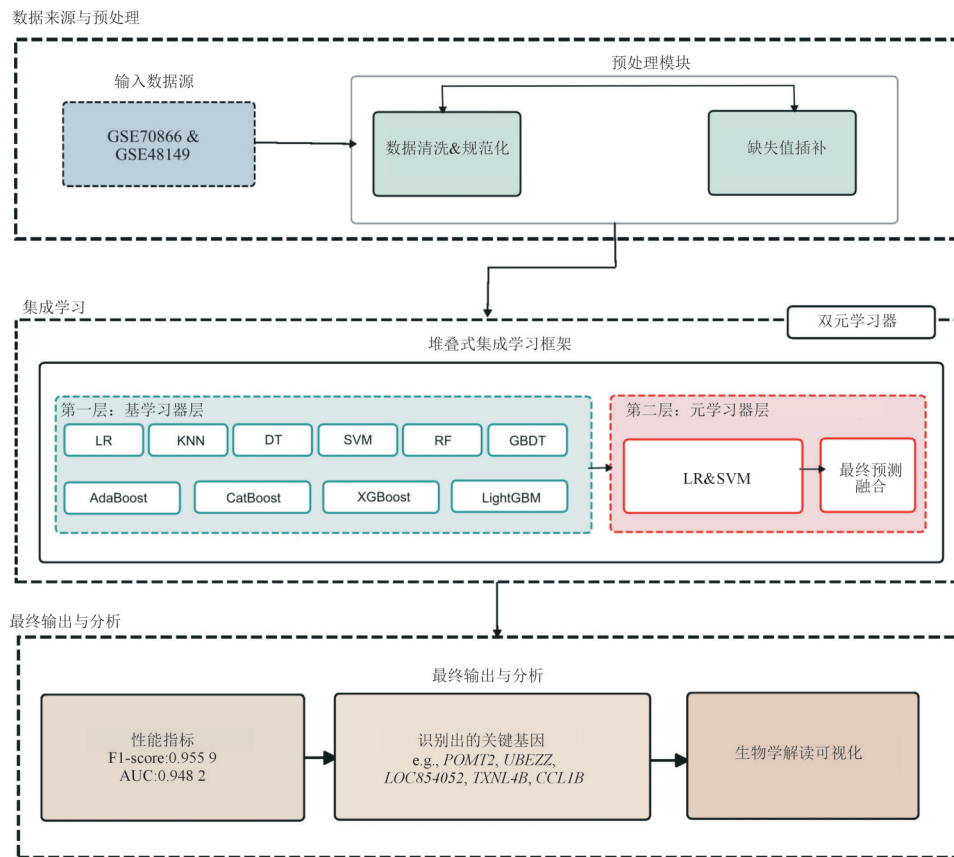 数据来源与预处理
输入数据源
预处理模块
GSE70866 &
GSE48149
数据清洗&规范化
缺失值插补
集成学习
双元学习器
堆叠式集成学习框架
第一层：基学习器层
LR
KNN
DT
SVM
RF
GBDT
AdaBoost
CatBoost
XGBoost
LightGBM
第二层：元学习器层
LR&SVM
最终预测
融合
最终输出与分析
最终输出与分析
性能指标
F1-score:0.955 9
AUC:0.948 2
识别出的关键基因
e.g., POMT2, UBEZZ,
LOC854052, TXNL4B, CCL1B
生物学解读可视化